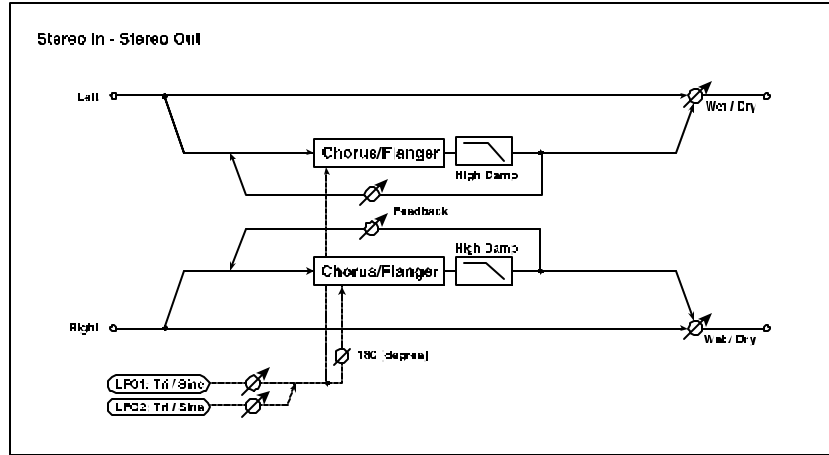 Stereo In - Stereo Out
Left
Wet / Dry
Chorus/Flanger
High Damp
Feedback
High Damp
Chorus/Flanger
Right
Wet / Dry
180 [degree]
LFO1: Tri / Sine
LFO2: Tri / Sine